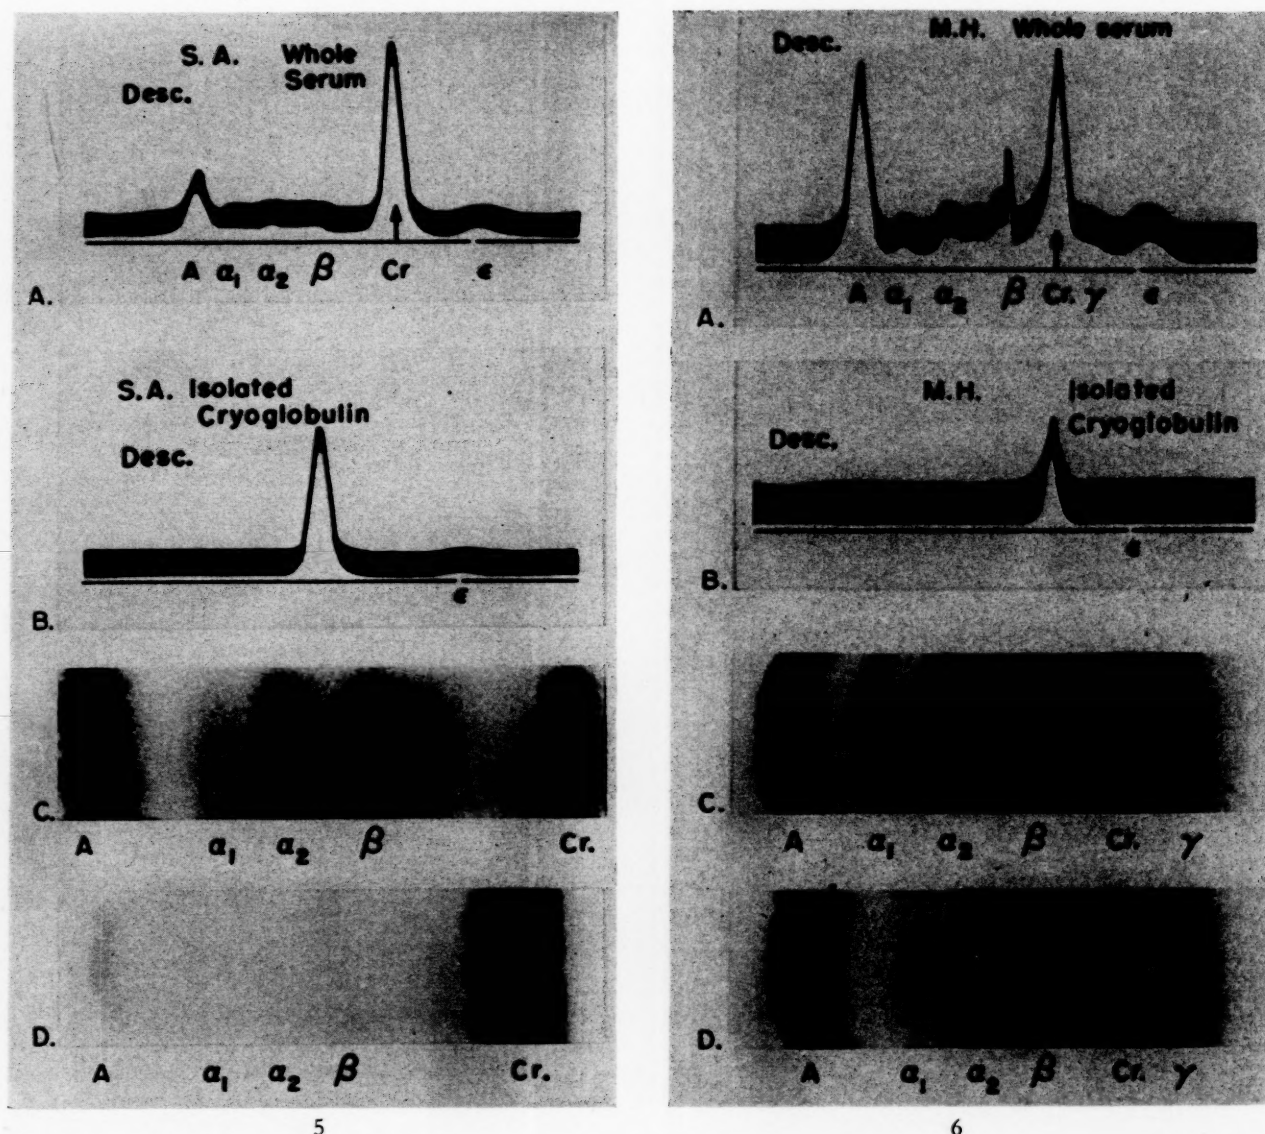 S. A. Whole
Serum
Desc.
A α₁ α₂ β Cr ϵ
A.
S.A. Isolated
Cryoglobulin
Desc.
ϵ
B.
C.
A α₁ α₂ β Cr.
D.
A α₁ α₂ β Cr.
5
M.H. Whole serum
Desc.
A α₁ α₂ β Cr. γ ϵ
A.
M.H. Isolated
Cryoglobulin
Desc.
ϵ
B.
C.
A α₁ α₂ β Cr. γ
D.
A α₁ α₂ β Cr. γ
6